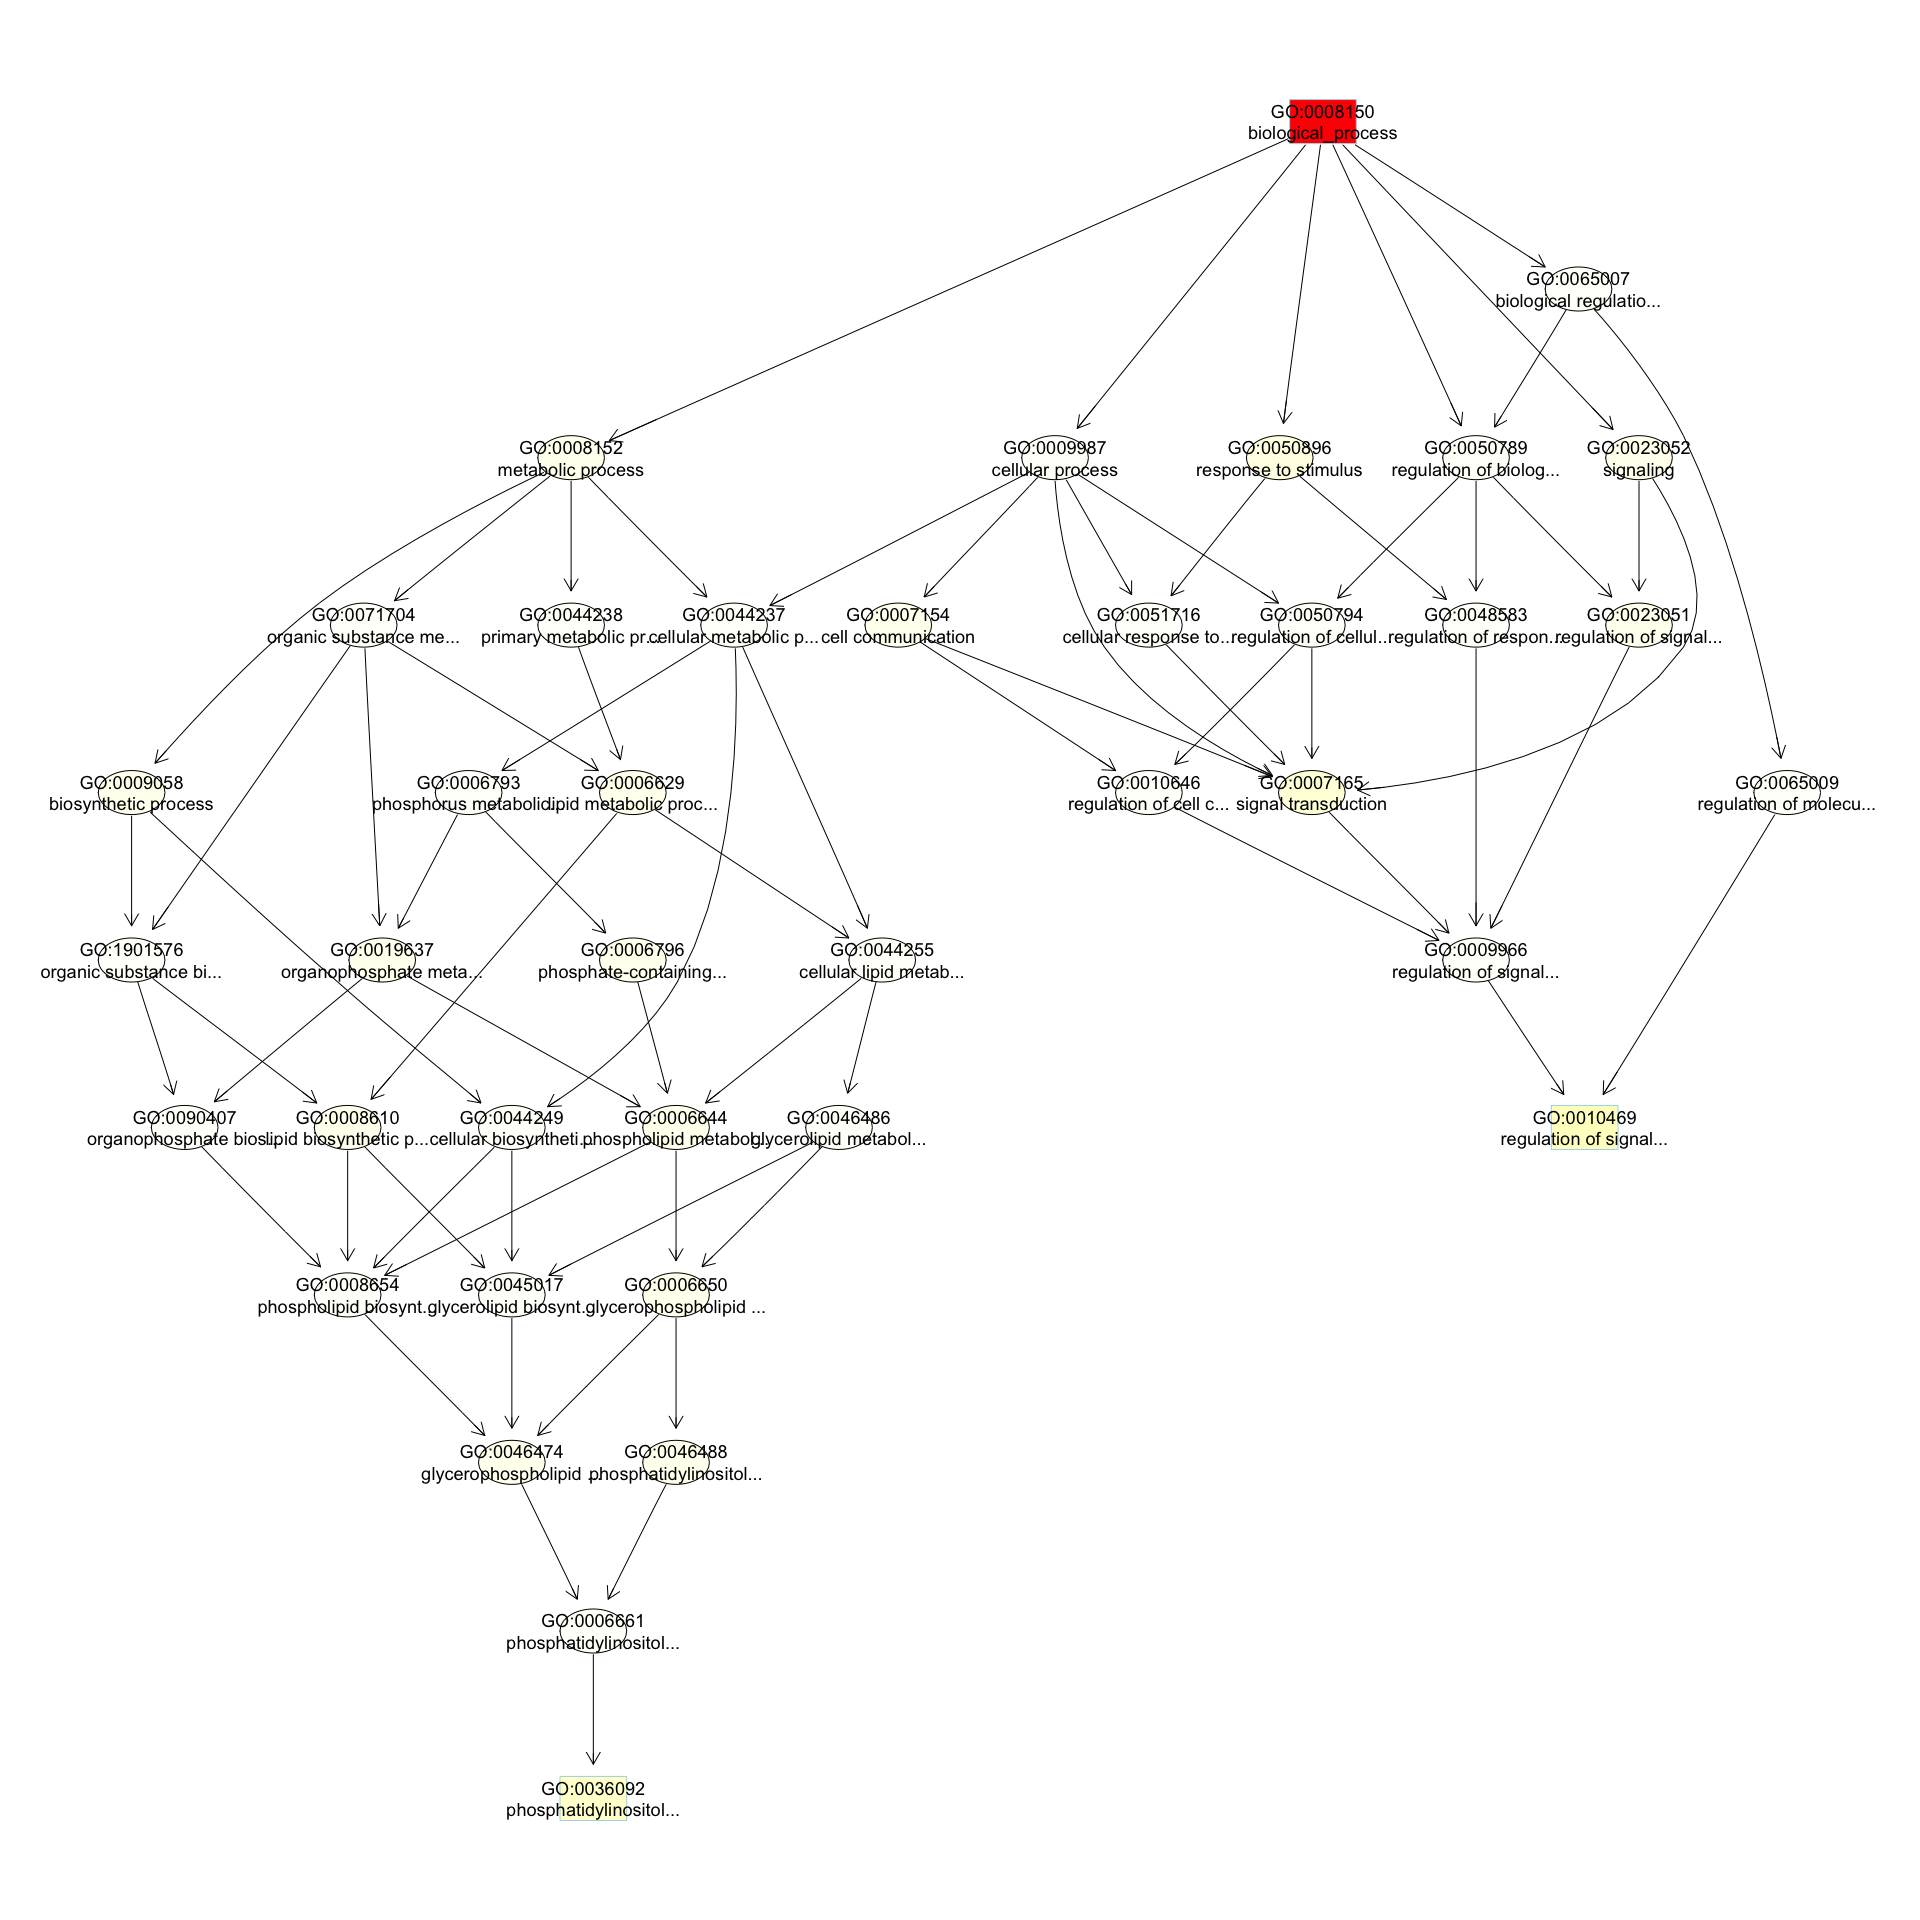 GO:0008150
biological_process
GO:0065007
biological regulatio...
GO:0008152
metabolic process
GO:0009987
cellular process
GO:0050896
response to stimulus
GO:0050789
regulation of biolog...
GO:0023052
signaling
GO:0071704
organic substance me...
GO:0044238
primary metabolic pr...
GO:0044237
cellular metabolic p...
GO:0007154
cell communication
GO:0051716
cellular response to...
GO:0050794
regulation of cellul...
GO:0048583
regulation of respon...
GO:0023051
regulation of signal...
GO:0009058
biosynthetic process
GO:0006793
phosphorus metabolic...
GO:0006629
lipid metabolic proc...
GO:0010646
regulation of cell c...
GO:0007165
signal transduction
GO:0065009
regulation of molecu...
GO:1901576
organic substance bi...
GO:0019637
organophosphate meta...
GO:0006796
phosphate-containing...
GO:0044255
cellular lipid metab...
GO:0009966
regulation of signal...
GO:0090407
organophosphate bios...
GO:0008610
lipid biosynthetic p...
GO:0044249
cellular biosyntheti...
GO:0006644
phospholipid metabol...
GO:0046486
glycerolipid metabol...
GO:0010469
regulation of signal...
GO:0008654
phospholipid biosynt...
GO:0045017
glycerolipid biosynt...
GO:0006650
glycerophospholipid ...
GO:0046474
glycerophospholipid ...
GO:0046488
phosphatidylinositol...
GO:0006661
phosphatidylinositol...
GO:0036092
phosphatidylinositol...